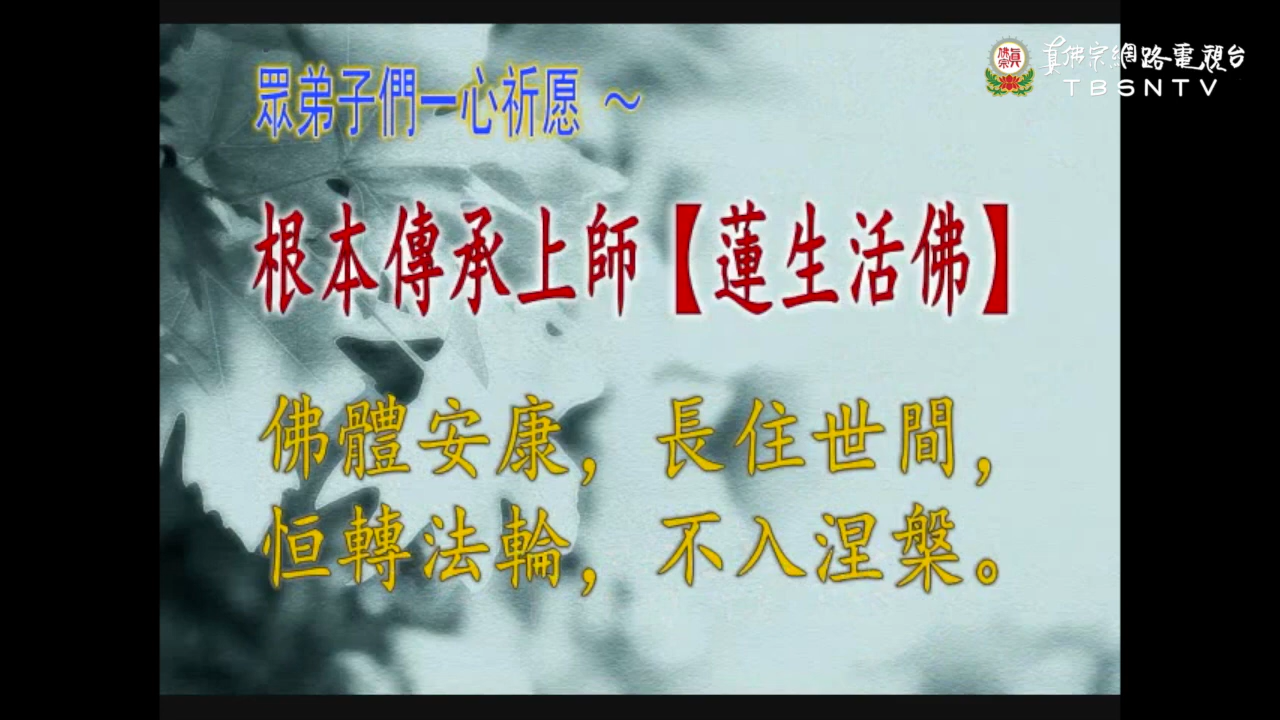 真佛宗網路電視台
TBSNTV
眾弟子們一心祈愿 ～
根本傳承上師【蓮生活佛】
佛體安康，長住世間，
恒轉法輪，不入涅槃。